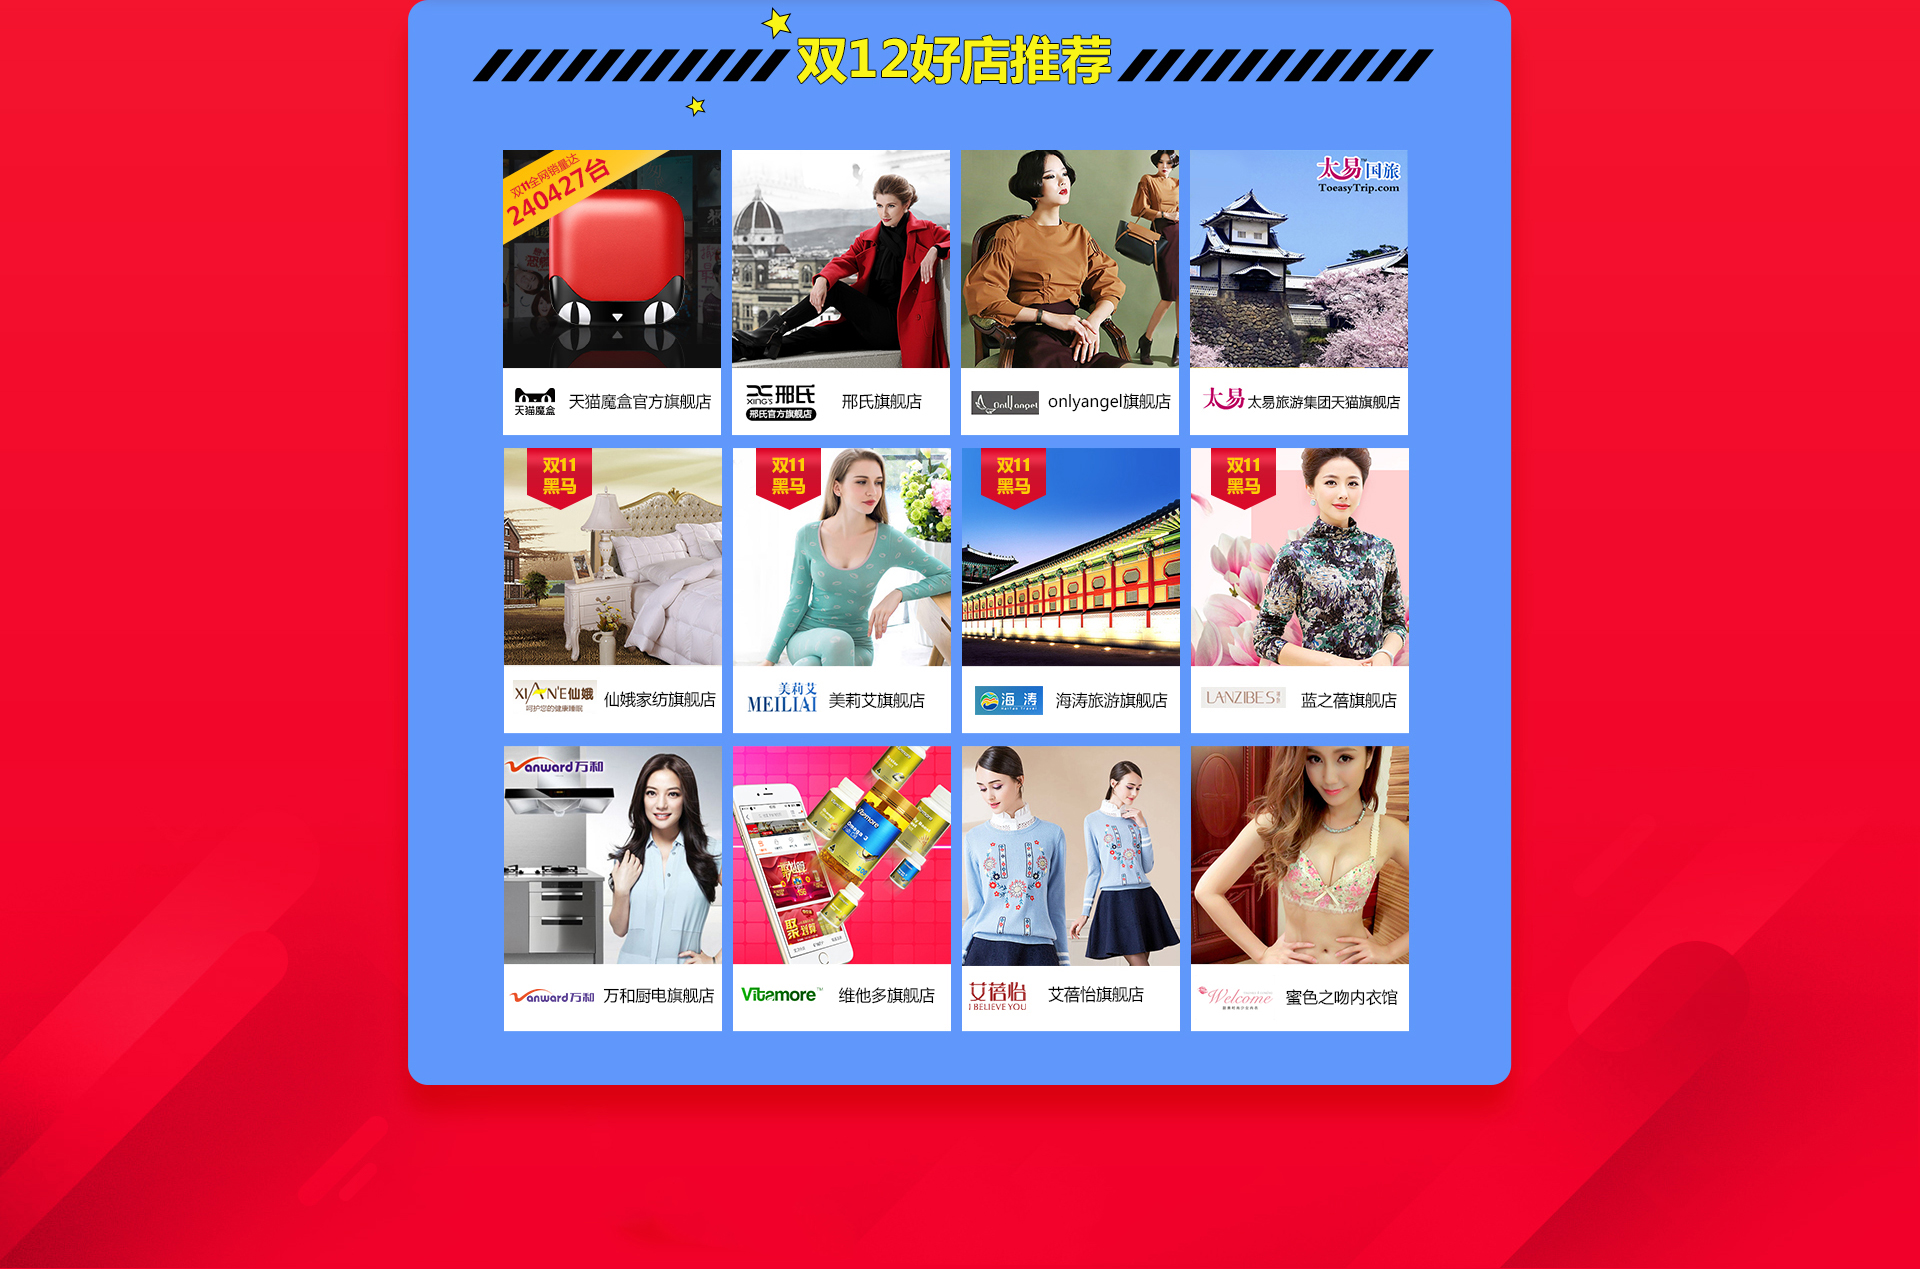 双12好店推荐
双11全网销量达
240427台
太易国旅
ToeasyTrip.com
天猫魔盒
天猫魔盒官方旗舰店
XING'S 邢氏
邢氏官方旗舰店
邢氏旗舰店
Only angel
onlyangel旗舰店
太易
太易旅游集团天猫旗舰店
双11
黑马
双11
黑马
双11
黑马
双11
黑马
XIAN'E仙娥
呵护您的健康睡眠
仙娥家纺旗舰店
美莉艾
MEILIAI
美莉艾旗舰店
海涛
HaiTao Travel
海涛旅游旗舰店
LANZIBEI'S
蓝之蓓旗舰店
Vanward万和
聚划算
Vanward万和
万和厨电旗舰店
Vitamore™
维他多旗舰店
艾蓓怡
I BELIEVE YOU
艾蓓怡旗舰店
Welcome
蜜色之吻内衣馆